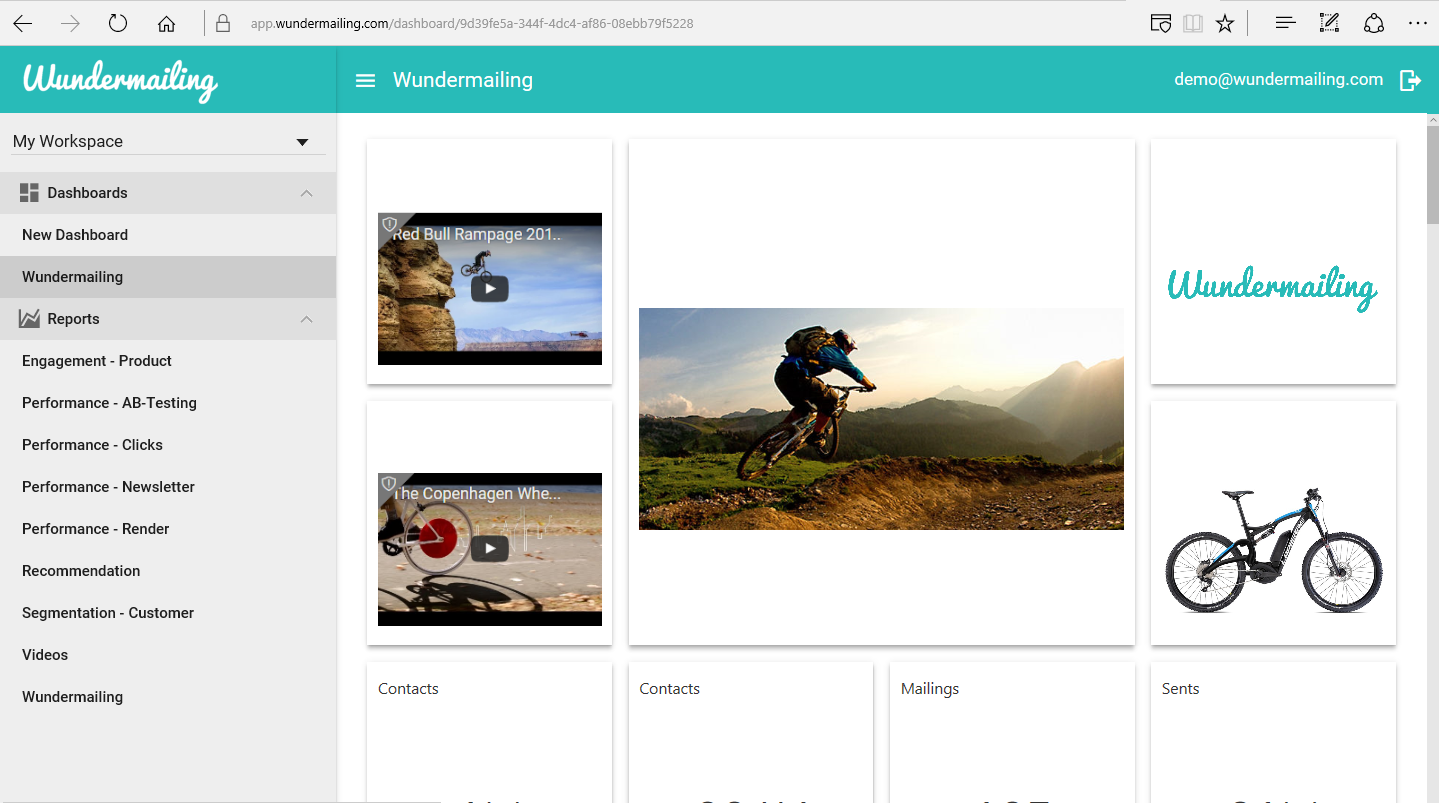 app.wundermailing.com/dashboard/9d39fe5a-344f-4dc4-af86-08ebb79f5228
Wundermailing
Wundermailing
demo@wundermailing.com
My Workspace
Dashboards
New Dashboard
Wundermailing
Reports
Engagement - Product
Performance - AB-Testing
Performance - Clicks
Performance - Newsletter
Performance - Render
Recommendation
Segmentation - Customer
Videos
Wundermailing
Red Bull Rampage 201..
Wundermailing
The Copenhagen Whe...
Contacts
Contacts
Mailings
Sents